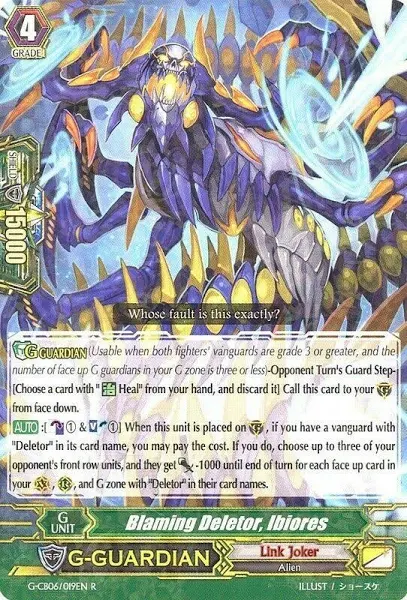 4
GRADE
SHIELD
15000
Whose fault is this exactly?
G GUARDIAN (Usable when both fighters' vanguards are grade 3 or greater, and the
number of face up G guardians in your G zone is three or less)-Opponent Turn's Guard Step-
[Choose a card with "Heal" from your hand, and discard it] Call this card to your
from face down.
AUTO :[ ① & V ①] When this unit is placed on G, if you have a vanguard with
"Deletor" in its card name, you may pay the cost. If you do, choose up to three of your
opponent's front row units, and they get -1000 until end of turn for each face up card in
your , , and G zone with "Deletor" in their card names.
G
UNIT
Blaming Deletor, Ibiores
G-GUARDIAN
Link Joker
Alien
G-CB06/019EN R
ILLUST / ショースケ